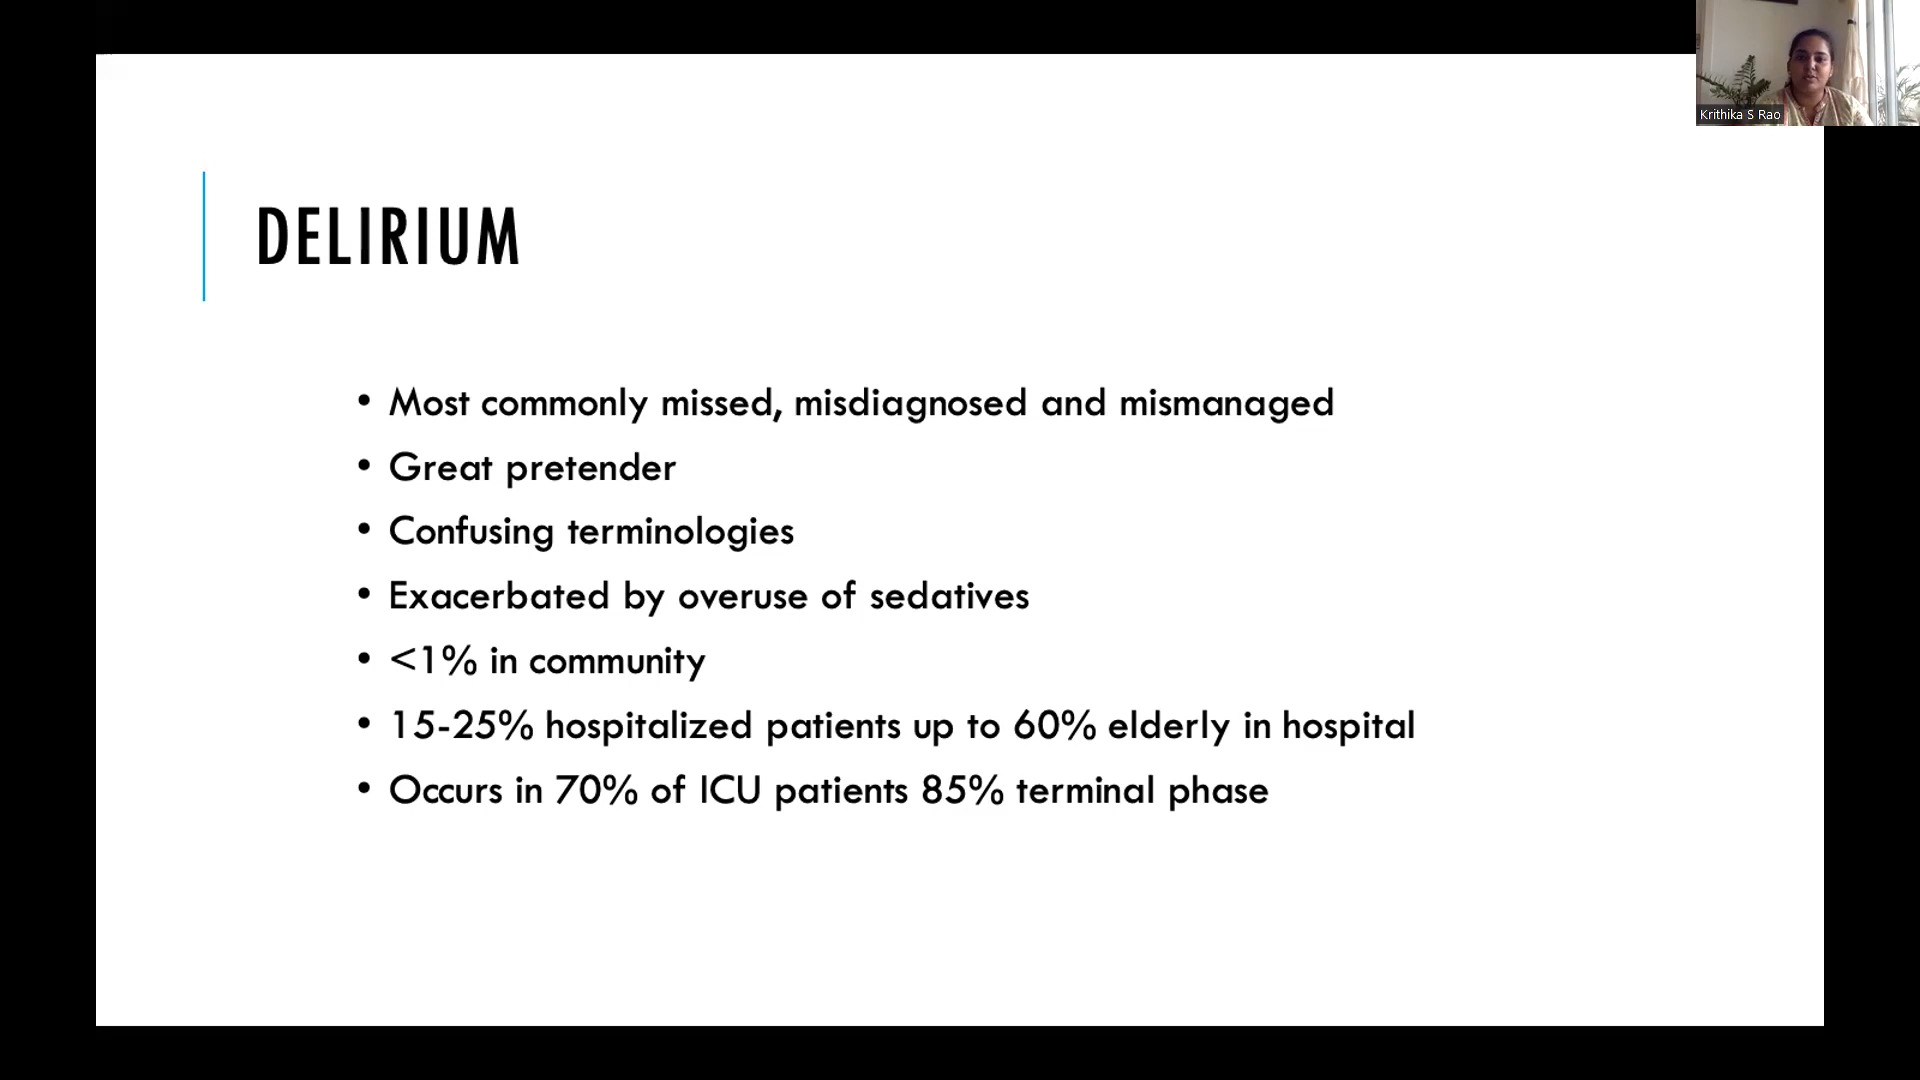 Krithika S Rao
DELIRIUM
• Most commonly missed, misdiagnosed and mismanaged
• Great pretender
• Confusing terminologies
• Exacerbated by overuse of sedatives
• <1% in community
• 15-25% hospitalized patients up to 60% elderly in hospital
• Occurs in 70% of ICU patients 85% terminal phase